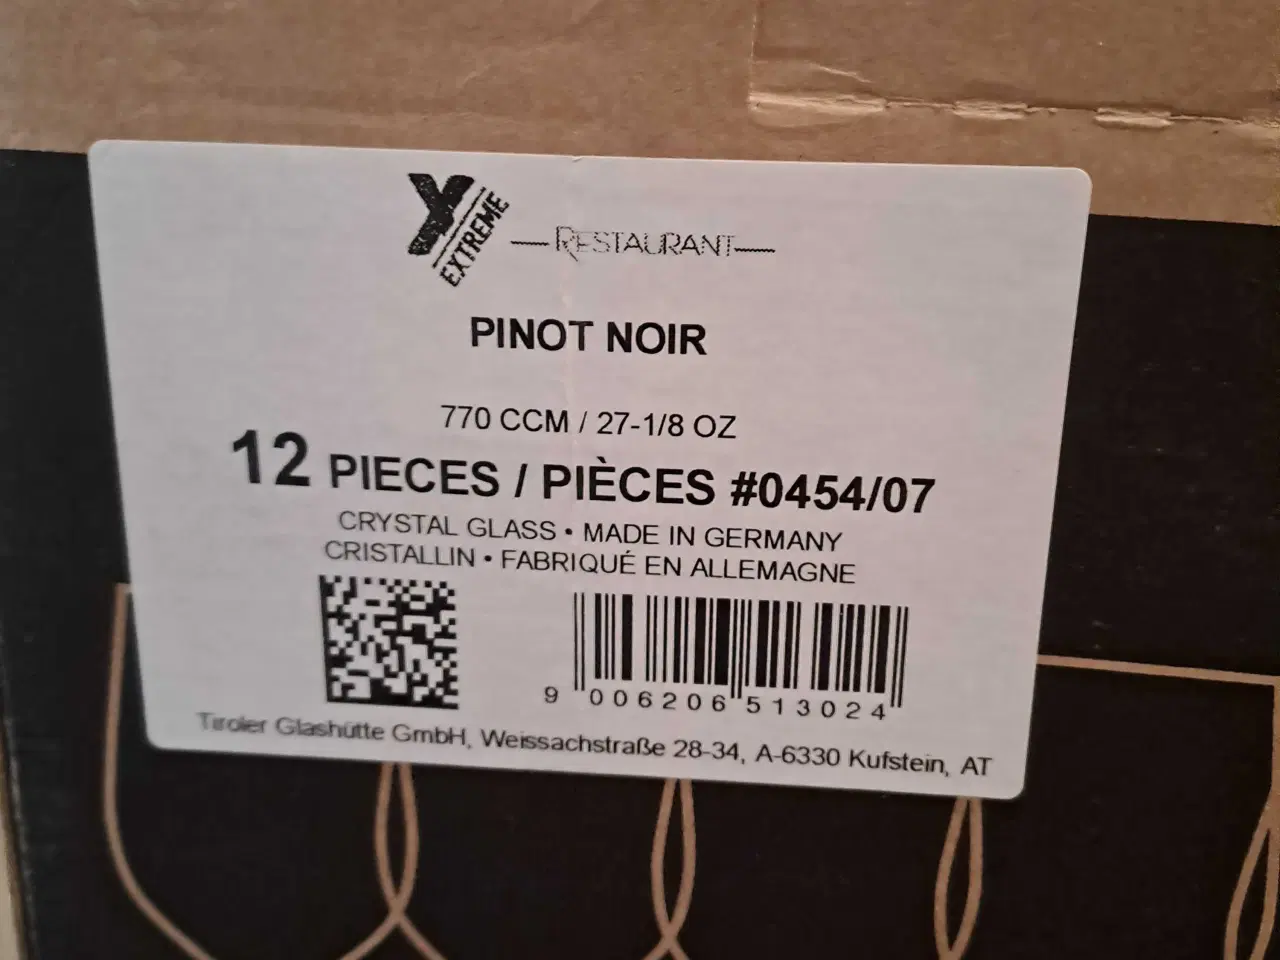 EXTREME
RESTAURANT
PINOT NOIR
770 CCM / 27-1/8 OZ
12 PIECES / PIÈCES #0454/07
CRYSTAL GLASS • MADE IN GERMANY
CRISTALLIN • FABRIQUÉ EN ALLEMAGNE
9 006206 513024
Tiroler Glashütte GmbH, Weissachstraße 28-34, A-6330 Kufstein, AT